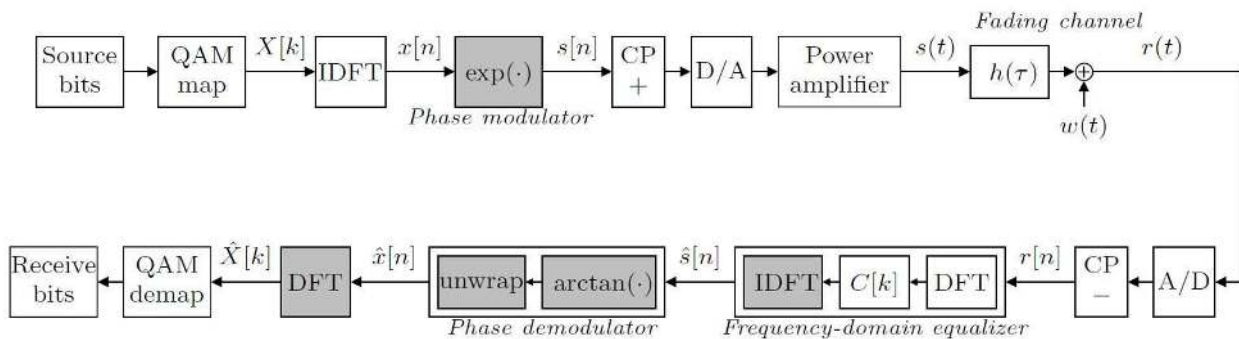 Fading channel
Source bits
QAM map
X[k]
IDFT
x[n]
exp(·)
Phase modulator
s[n]
CP +
D/A
Power amplifier
s(t)
h(τ)
w(t)
r(t)
Receive bits
QAM demap
X̂[k]
DFT
x̂[n]
unwrap
arctan(·)
Phase demodulator
ŝ[n]
IDFT
C[k]
DFT
Frequency-domain equalizer
r[n]
CP −
A/D